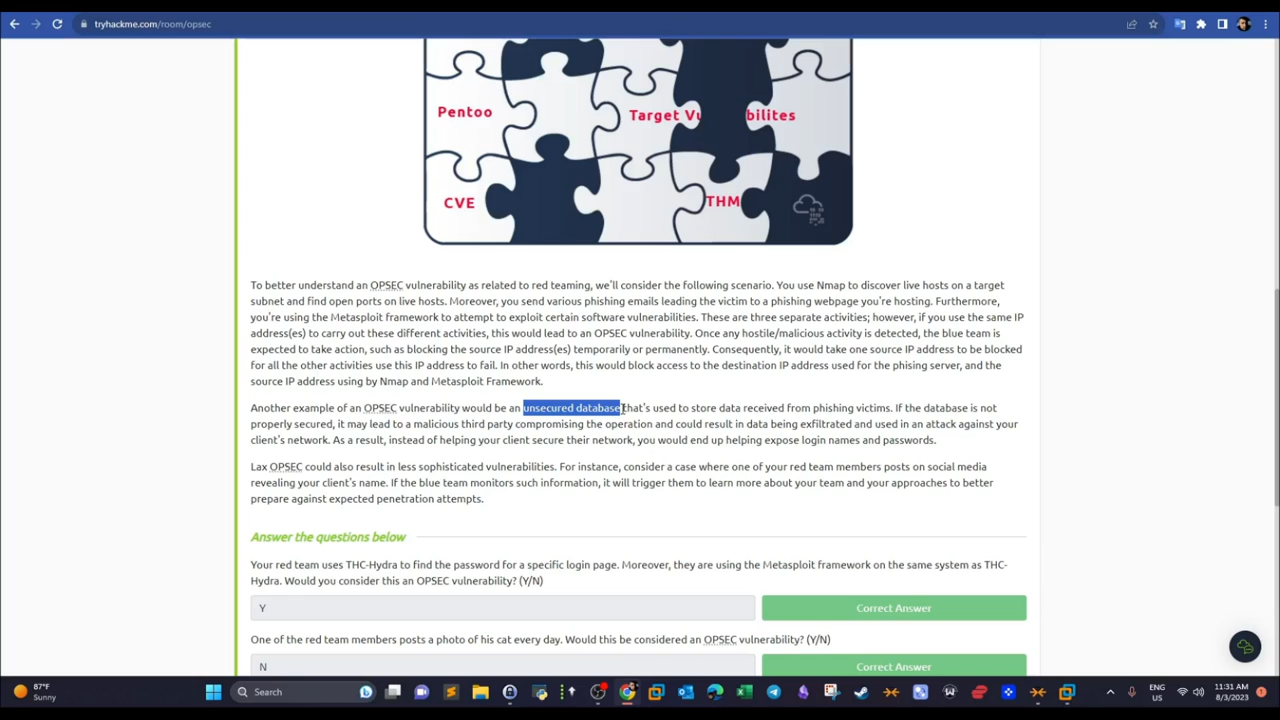 tryhackme.com/room/opsec
Pentoo
Target Vu bilites
CVE
THM
To better understand an OPSEC vulnerability as related to red teaming, we'll consider the following scenario. You use Nmap to discover live hosts on a target
subnet and find open ports on live hosts. Moreover, you send various phishing emails leading the victim to a phishing webpage you're hosting. Furthermore,
you're using the Metasploit framework to attempt to exploit certain software vulnerabilities. These are three separate activities; however, if you use the same IP
address(es) to carry out these different activities, this would lead to an OPSEC vulnerability. Once any hostile/malicious activity is detected, the blue team is
expected to take action, such as blocking the source IP address(es) temporarily or permanently. Consequently, it would take one source IP address to be blocked
for all the other activities use this IP address to fail. In other words, this would block access to the destination IP address used for the phising server, and the
source IP address using by Nmap and Metasploit Framework.
Another example of an OPSEC vulnerability would be an unsecured database that's used to store data received from phishing victims. If the database is not
properly secured, it may lead to a malicious third party compromising the operation and could result in data being exfiltrated and used in an attack against your
client's network. As a result, instead of helping your client secure their network, you would end up helping expose login names and passwords.
Lax OPSEC could also result in less sophisticated vulnerabilities. For instance, consider a case where one of your red team members posts on social media
revealing your client's name. If the blue team monitors such information, it will trigger them to learn more about your team and your approaches to better
prepare against expected penetration attempts.
Answer the questions below
Your red team uses THC-Hydra to find the password for a specific login page. Moreover, they are using the Metasploit framework on the same system as THC-
Hydra. Would you consider this an OPSEC vulnerability? (Y/N)
Y
Correct Answer
One of the red team members posts a photo of his cat every day. Would this be considered an OPSEC vulnerability? (Y/N)
N
Correct Answer
87°F
Sunny
Search
ENG
US
11:31 AM
8/3/2023